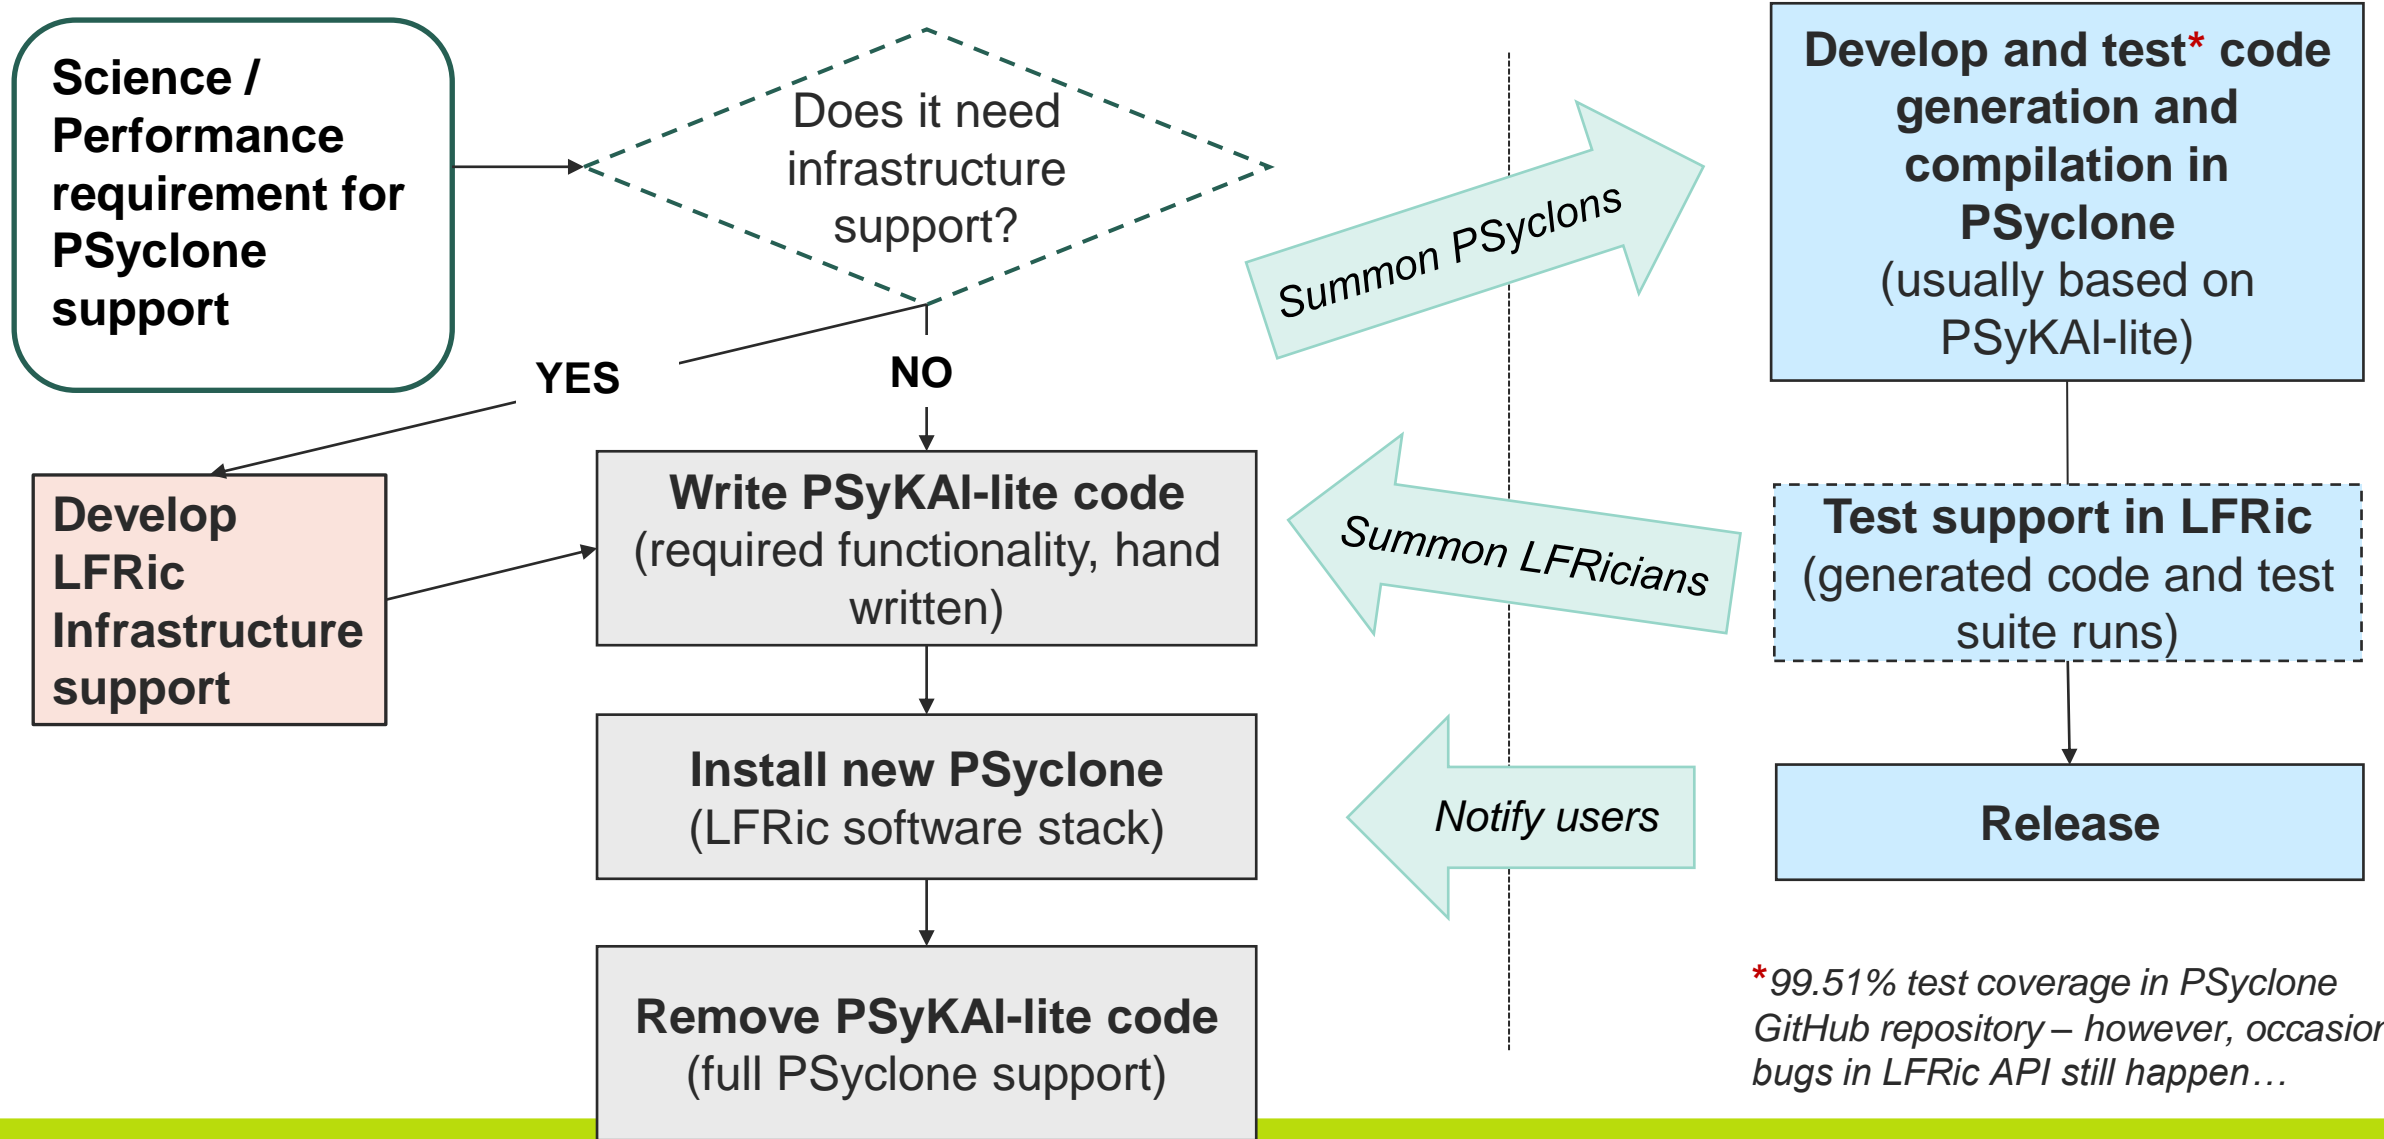 Science /
Performance
requirement for
PSyclone
support
Does it need
infrastructure
support?
YES
NO
Develop
LFRic
Infrastructure
support
Write PSyKAl-lite code
(required functionality, hand
written)
Install new PSyclone
(LFRic software stack)
Remove PSyKAl-lite code
(full PSyclone support)
Summon PSyclons
Summon LFRicians
Notify users
Develop and test* code
generation and
compilation in
PSyclone
(usually based on
PSyKAl-lite)
Test support in LFRic
(generated code and test
suite runs)
Release
*99.51% test coverage in PSyclone
GitHub repository – however, occasion
bugs in LFRic API still happen…